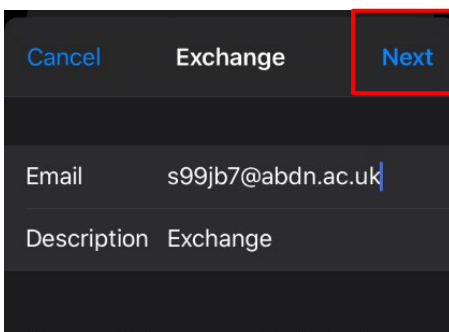 Cancel Exchange Next
Email s99jb7@abdn.ac.uk
Description Exchange